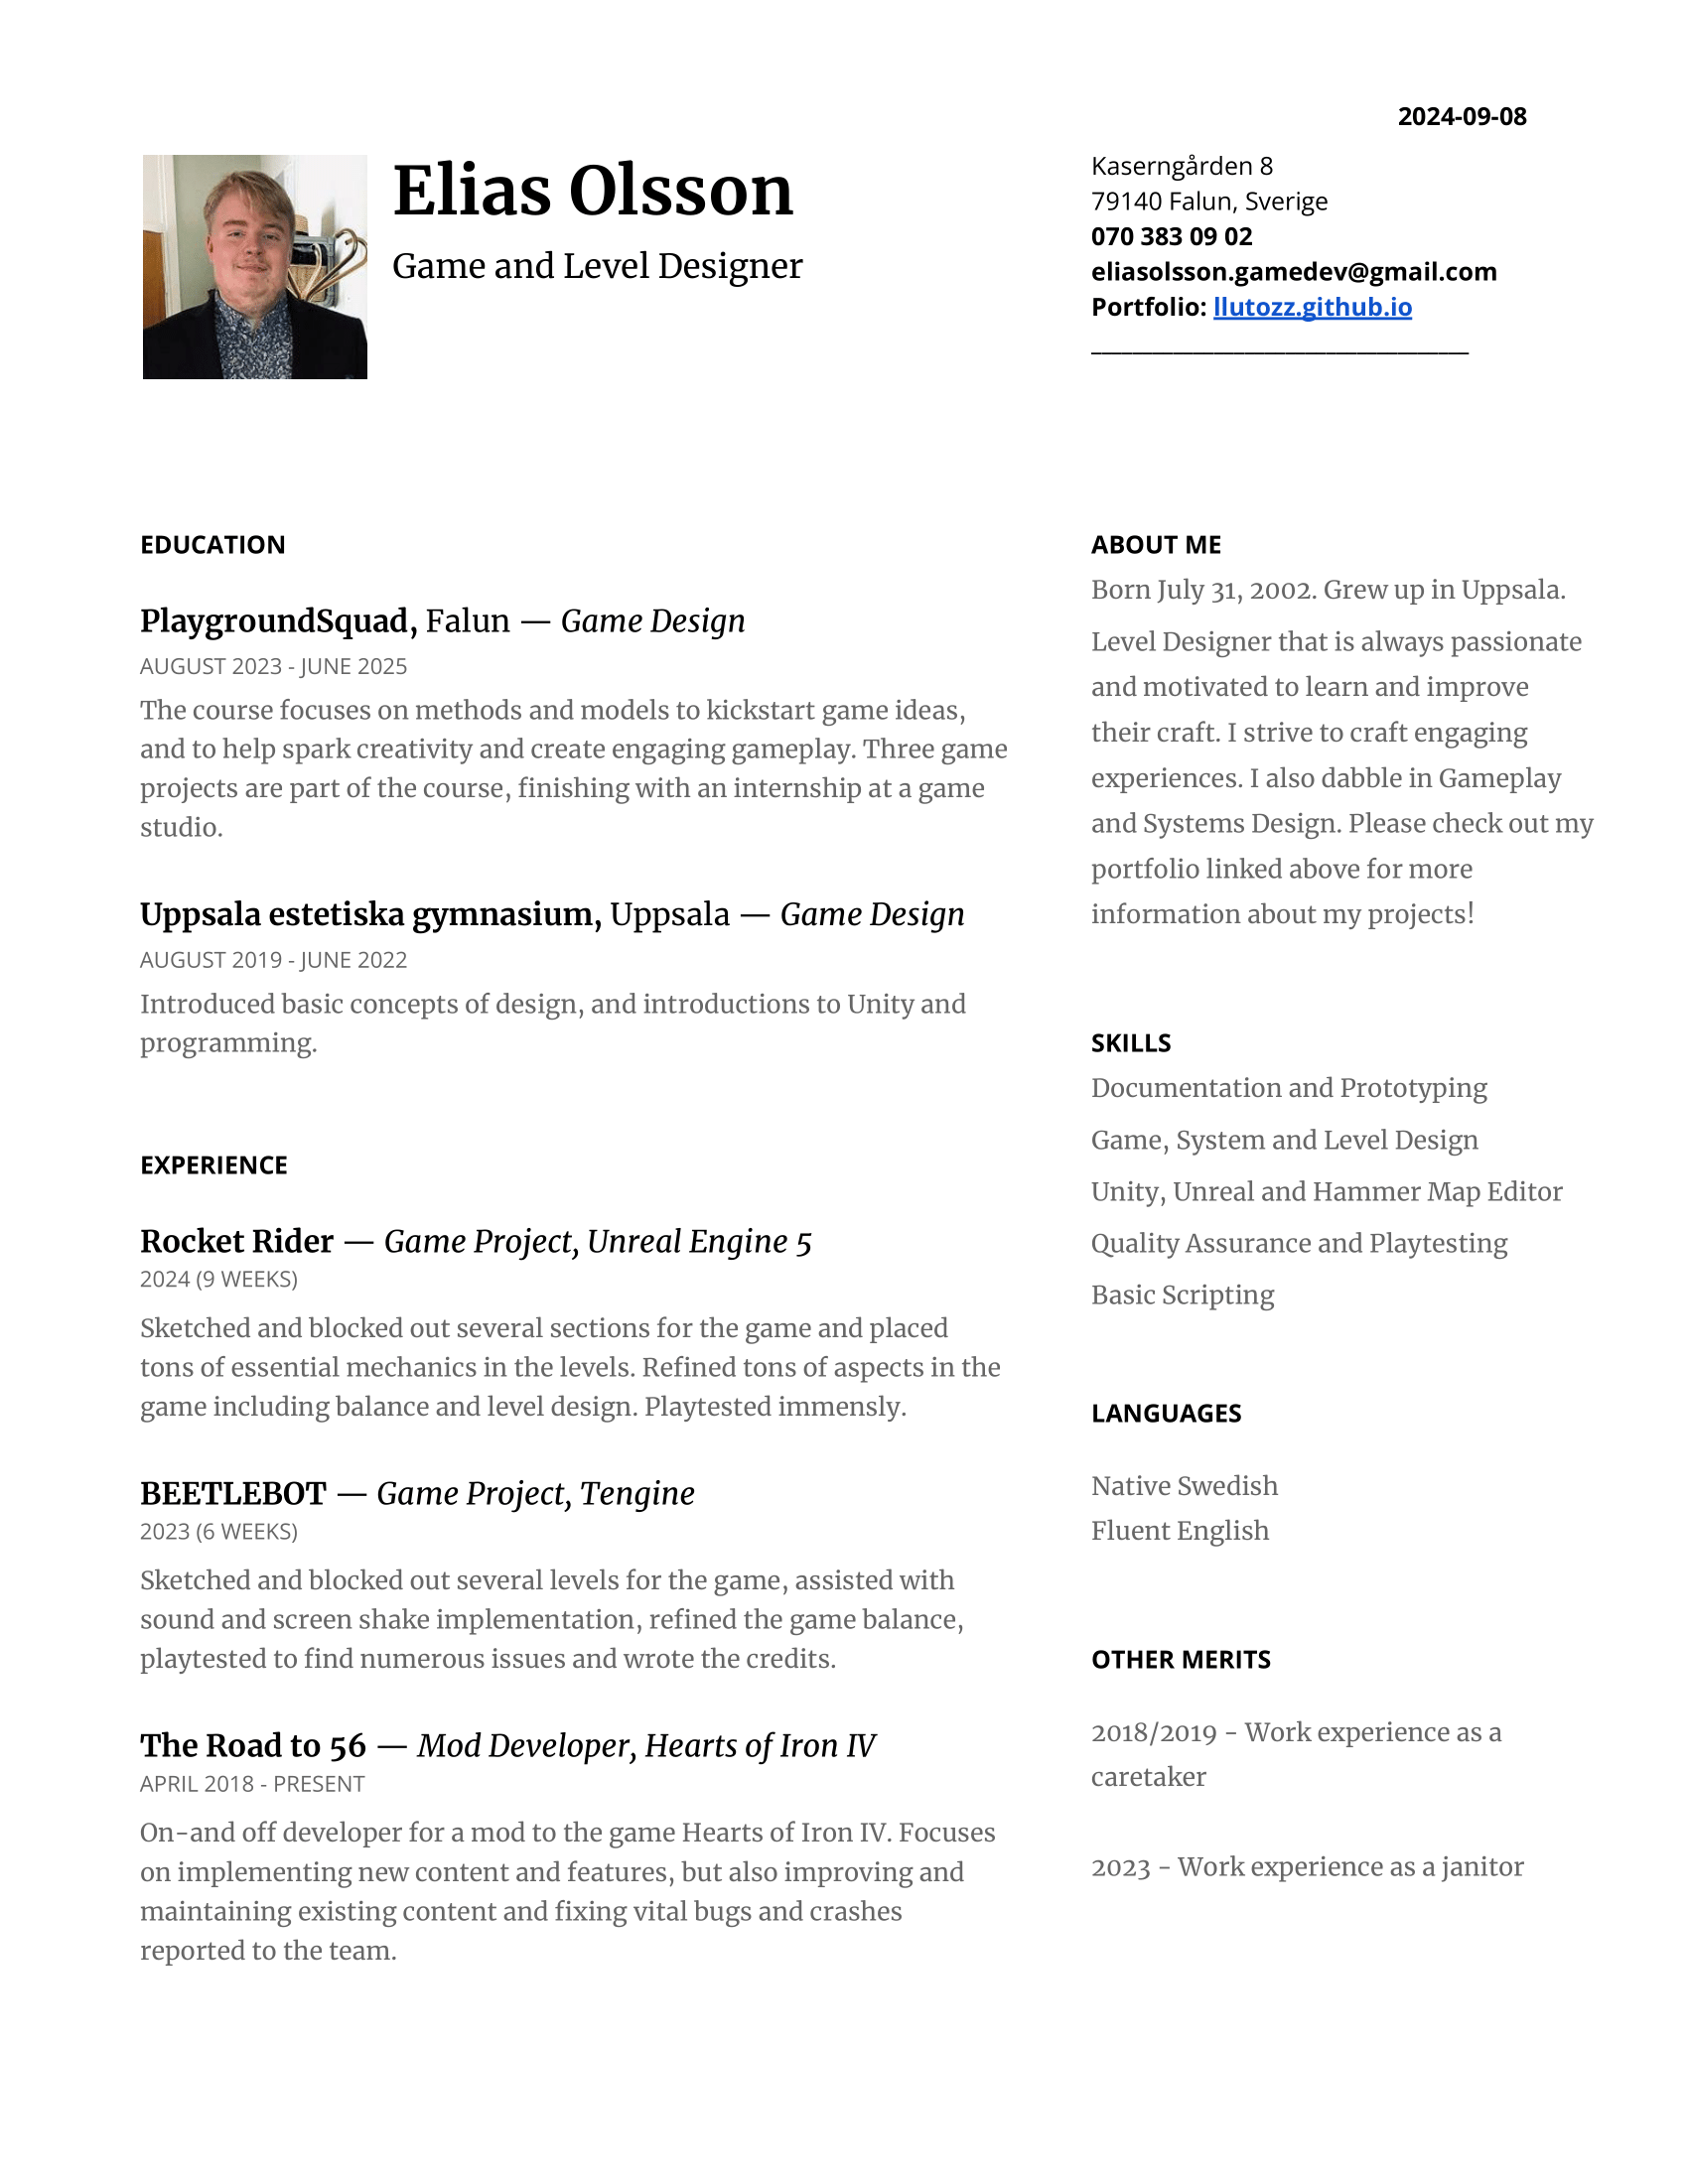 2024-09-08
Elias Olsson
Game and Level Designer
Kaserngården 8
79140 Falun, Sverige
070 383 09 02
eliasolsson.gamedev@gmail.com
Portfolio: llutozz.github.io
EDUCATION
PlaygroundSquad, Falun — Game Design
AUGUST 2023 - JUNE 2025
The course focuses on methods and models to kickstart game ideas,
and to help spark creativity and create engaging gameplay. Three game
projects are part of the course, finishing with an internship at a game
studio.
Uppsala estetiska gymnasium, Uppsala — Game Design
AUGUST 2019 - JUNE 2022
Introduced basic concepts of design, and introductions to Unity and
programming.
EXPERIENCE
Rocket Rider — Game Project, Unreal Engine 5
2024 (9 WEEKS)
Sketched and blocked out several sections for the game and placed
tons of essential mechanics in the levels. Refined tons of aspects in the
game including balance and level design. Playtested immensly.
BEETLEBOT — Game Project, Tengine
2023 (6 WEEKS)
Sketched and blocked out several levels for the game, assisted with
sound and screen shake implementation, refined the game balance,
playtested to find numerous issues and wrote the credits.
The Road to 56 — Mod Developer, Hearts of Iron IV
APRIL 2018 - PRESENT
On-and off developer for a mod to the game Hearts of Iron IV. Focuses
on implementing new content and features, but also improving and
maintaining existing content and fixing vital bugs and crashes
reported to the team.
ABOUT ME
Born July 31, 2002. Grew up in Uppsala.
Level Designer that is always passionate
and motivated to learn and improve
their craft. I strive to craft engaging
experiences. I also dabble in Gameplay
and Systems Design. Please check out my
portfolio linked above for more
information about my projects!
SKILLS
Documentation and Prototyping
Game, System and Level Design
Unity, Unreal and Hammer Map Editor
Quality Assurance and Playtesting
Basic Scripting
LANGUAGES
Native Swedish
Fluent English
OTHER MERITS
2018/2019 - Work experience as a
caretaker
2023 - Work experience as a janitor